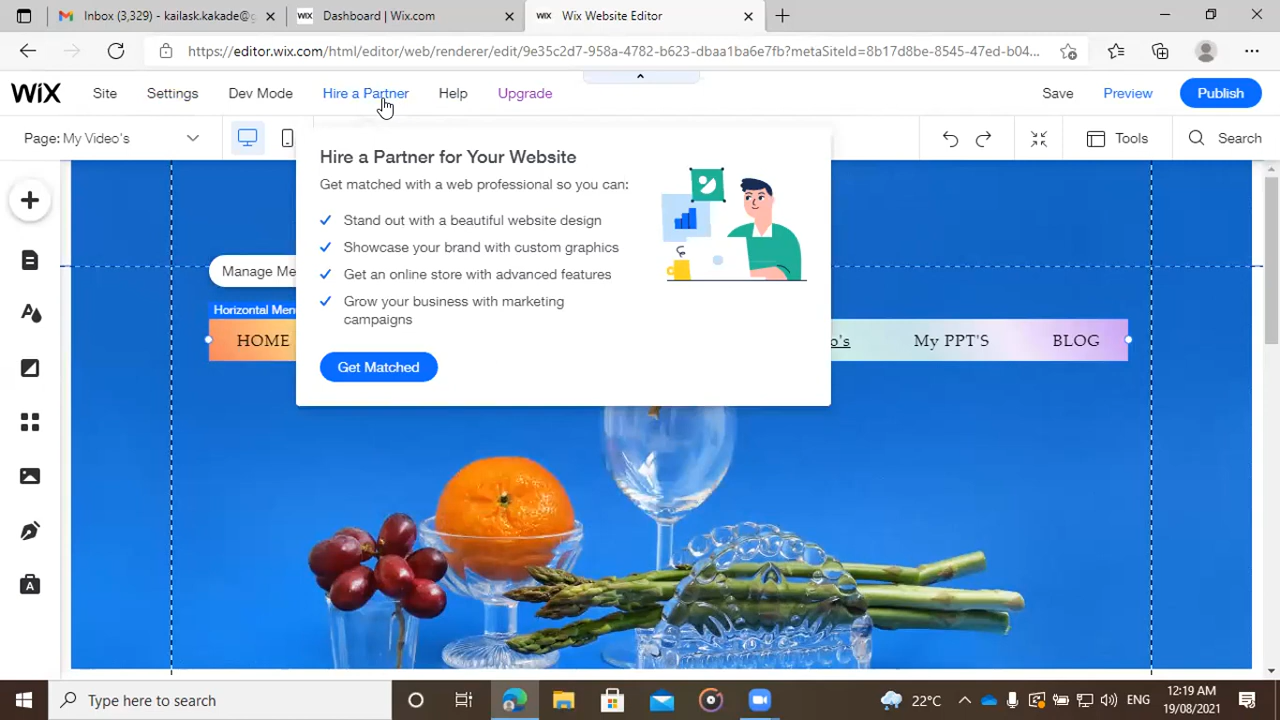 Inbox (3,329) - kailask.kakade@g
Dashboard | Wix.com
Wix Website Editor
https://editor.wix.com/html/editor/web/renderer/edit/9e35c2d7-958a-4782-b623-dbaa1ba6e7fb?metaSiteId=8b17d8be-8545-47ed-b04...
WIX Site Settings Dev Mode Hire a Partner Help Upgrade Save Preview Publish
Page: My Video's Tools Search
Hire a Partner for Your Website
Get matched with a web professional so you can:
Stand out with a beautiful website design
Showcase your brand with custom graphics
Get an online store with advanced features
Grow your business with marketing
campaigns
Get Matched
Manage Me
Horizontal Men
HOME o's My PPT'S BLOG
Type here to search
22°C ENG
12:19 AM
19/08/2021